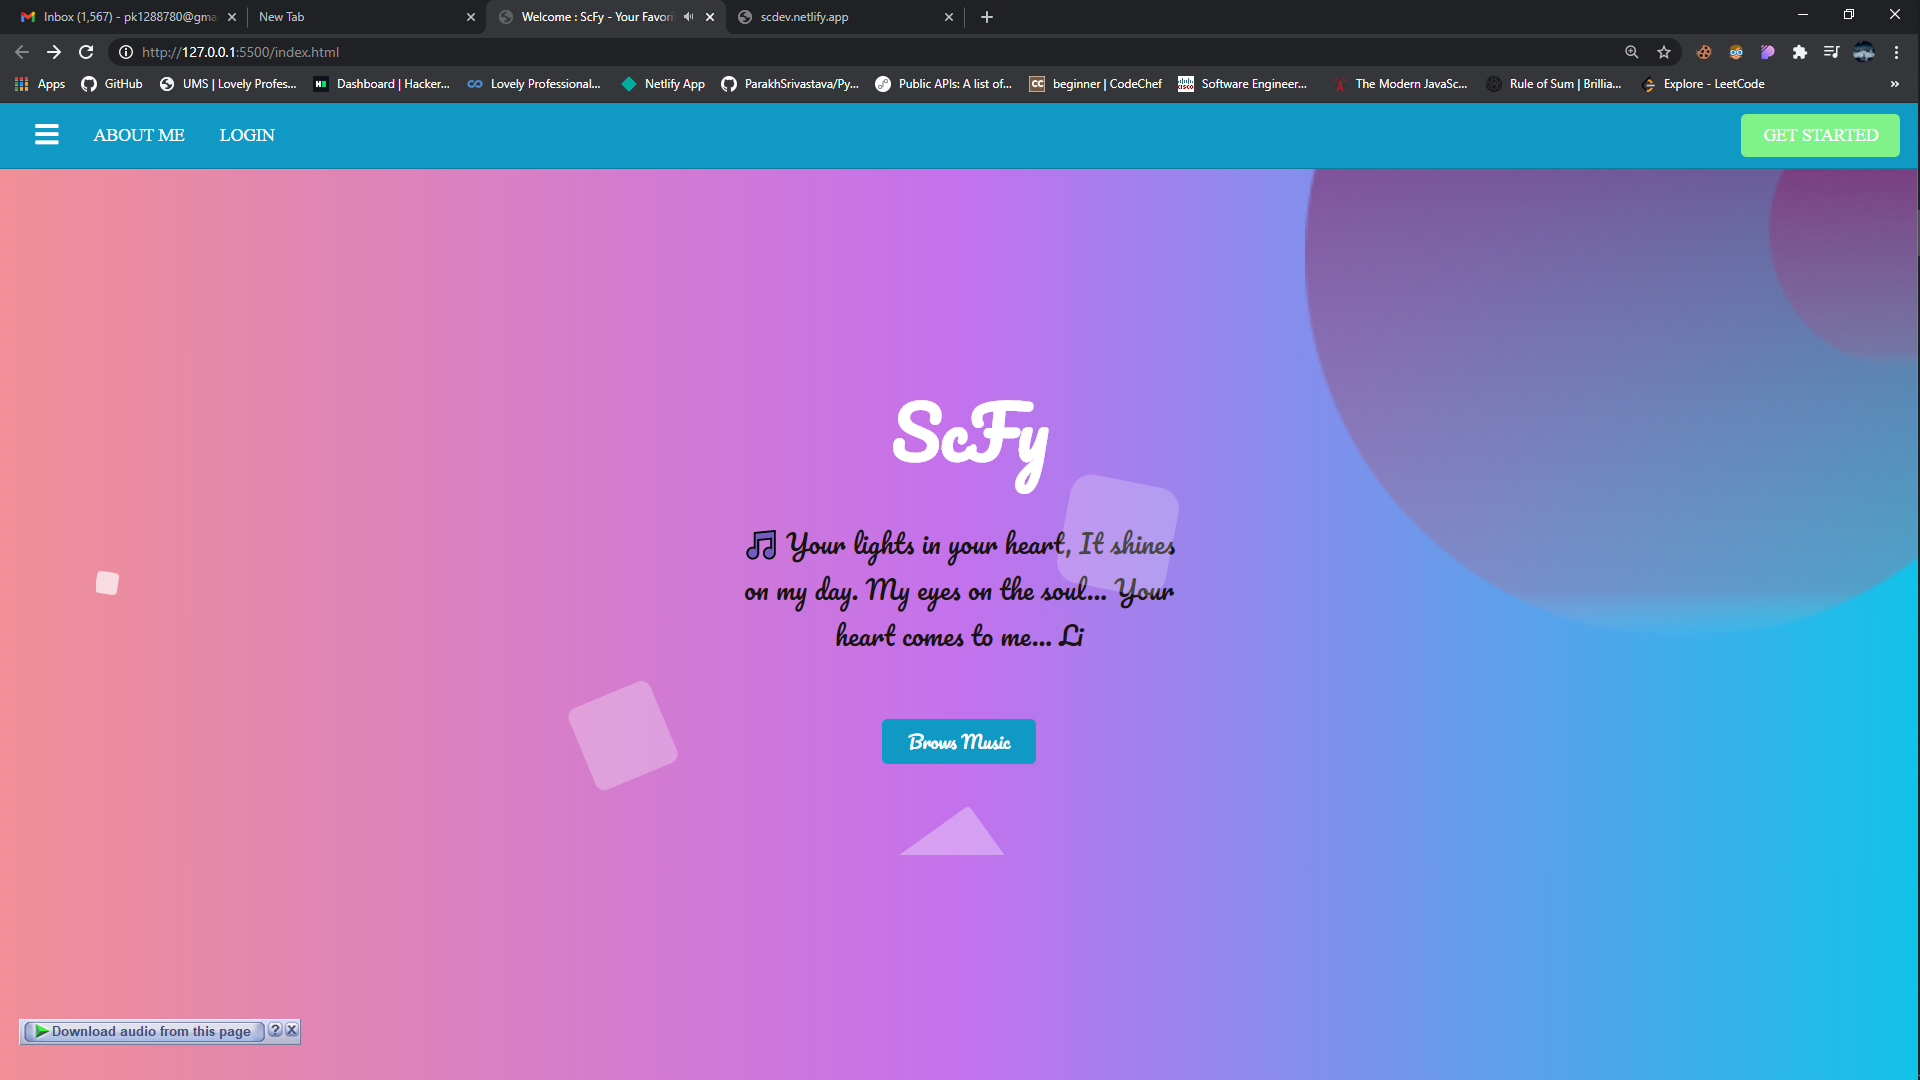 Inbox (1,567) - pk1288780@gma
New Tab
Welcome : ScFy - Your Favori
scdev.netlify.app
http://127.0.0.1:5500/index.html
Apps
GitHub
UMS | Lovely Profes...
Dashboard | Hacker...
Lovely Professional...
Netlify App
ParakhSrivastava/Py...
Public APIs: A list of...
CC
beginner | CodeChef
cisco
Software Engineer...
The Modern JavaSc...
Rule of Sum | Brillia...
Explore - LeetCode
»
ABOUT ME
LOGIN
GET STARTED
ScFy
🎵 Your lights in your heart, It shines
on my day. My eyes on the soul... Your
heart comes to me... Li
Brows Music
Download audio from this page
?
X